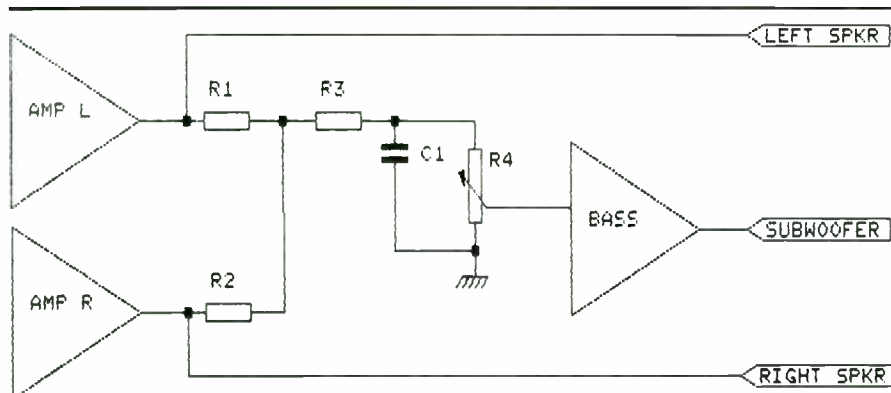 LEFT SPKR
R1
R3
AMP L
C1
R4
BASS
SUBWOOFER
R2
AMP R
RIGHT SPKR